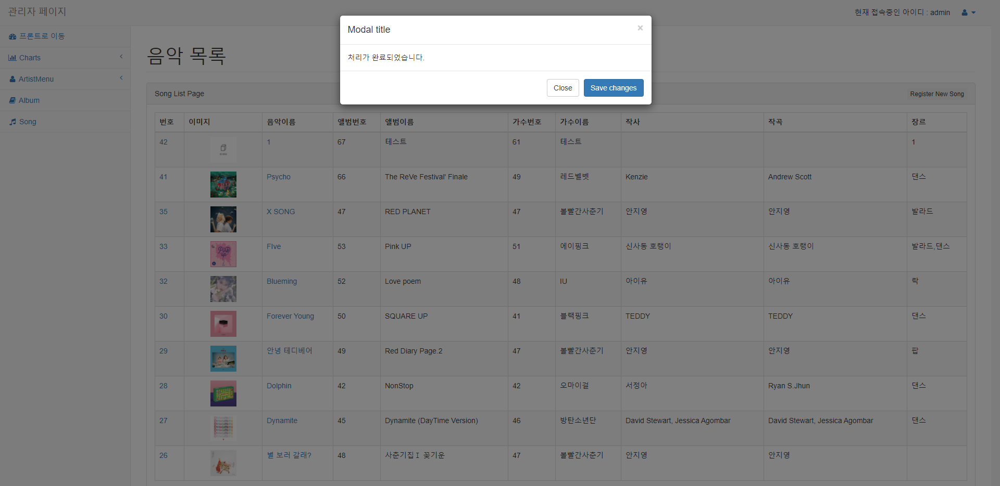 관리자 페이지
현재 접속중인 아이디 : admin
프론트로 이동
Charts
ArtistMenu
Album
Song
Modal title
×
처리가 완료되었습니다.
Close
Save changes
음악 목록
Song List Page
Register New Song
번호 이미지 음악이름 앨범번호 앨범이름 가수번호 가수이름 작사 작곡 장르
42 1 67 테스트 61 테스트 1
41 Psycho 66 The ReVe Festival' Finale 49 레드벨벳 Kenzie Andrew Scott 댄스
35 X SONG 47 RED PLANET 47 볼빨간사춘기 안지영 안지영 발라드
33 FIve 53 Pink UP 51 에이핑크 신사동 호랭이 신사동 호랭이 발라드,댄스
32 Blueming 52 Love poem 48 IU 아이유 아이유 락
30 Forever Young 50 SQUARE UP 41 블랙핑크 TEDDY TEDDY 댄스
29 안녕 테디베어 49 Red Diary Page.2 47 볼빨간사춘기 안지영 안지영 팝
28 Dolphin 42 NonStop 42 오마이걸 서정아 Ryan S.Jhun 댄스
27 Dynamite 45 Dynamite (DayTime Version) 46 방탄소년단 David Stewart, Jessica Agombar David Stewart, Jessica Agombar 댄스
26 별 보러 갈래? 48 사춘기집Ⅰ 꽃기운 47 볼빨간사춘기 안지영 안지영